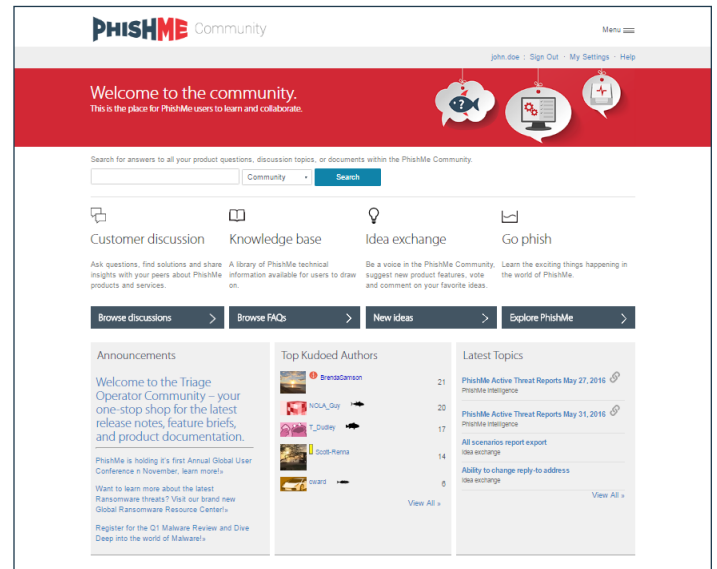 PHISHME Community
Menu
john.doe : Sign Out · My Settings · Help
Welcome to the community.
This is the place for PhishMe users to learn and collaborate.
?
Search for answers to all your product questions, discussion topics, or documents within the PhishMe Community.
Community
Search
Customer discussion
Ask questions, find solutions and share
insights with your peers about PhishMe
products and services.
Browse discussions
Knowledge base
A library of PhishMe technical
information available for users to draw
on.
Browse FAQs
Idea exchange
Be a voice in the PhishMe Community,
suggest new product features, vote
and comment on your favorite ideas.
New ideas
Go phish
Learn the exciting things happening in
the world of PhishMe.
Explore PhishMe
Announcements
Welcome to the Triage
Operator Community – your
one-stop shop for the latest
release notes, feature briefs,
and product documentation.
PhishMe is holding it's first Annual Global User
Conference n November, learn more!»
Want to learn more about the latest
Ransomware threats? Visit our brand new
Global Ransomware Resource Center!»
Register for the Q1 Malware Review and Dive
Deep into the world of Malware!»
Top Kudoed Authors
BrendaGarrison 21
NOLA_Guy 20
T_Dudley 17
Scott-Renna 14
oward 6
View All »
Latest Topics
PhishMe Active Threat Reports May 27, 2016
PhishMe Intelligence
PhishMe Active Threat Reports May 31, 2016
PhishMe Intelligence
All scenarios report export
Idea exchange
Ability to change reply-to address
Idea exchange
View All »